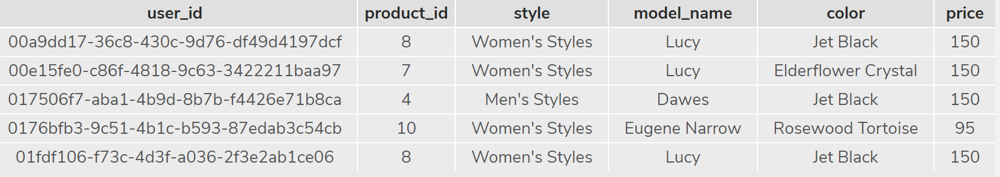 user_id product_id style model_name color price
00a9dd17-36c8-430c-9d76-df49d4197dcf 8 Women's Styles Lucy Jet Black 150
00e15fe0-c86f-4818-9c63-3422211baa97 7 Women's Styles Lucy Elderflower Crystal 150
017506f7-aba1-4b9d-8b7b-f4426e71b8ca 4 Men's Styles Dawes Jet Black 150
0176bfb3-9c51-4b1c-b593-87edab3c54cb 10 Women's Styles Eugene Narrow Rosewood Tortoise 95
01fdf106-f73c-4d3f-a036-2f3e2ab1ce06 8 Women's Styles Lucy Jet Black 150